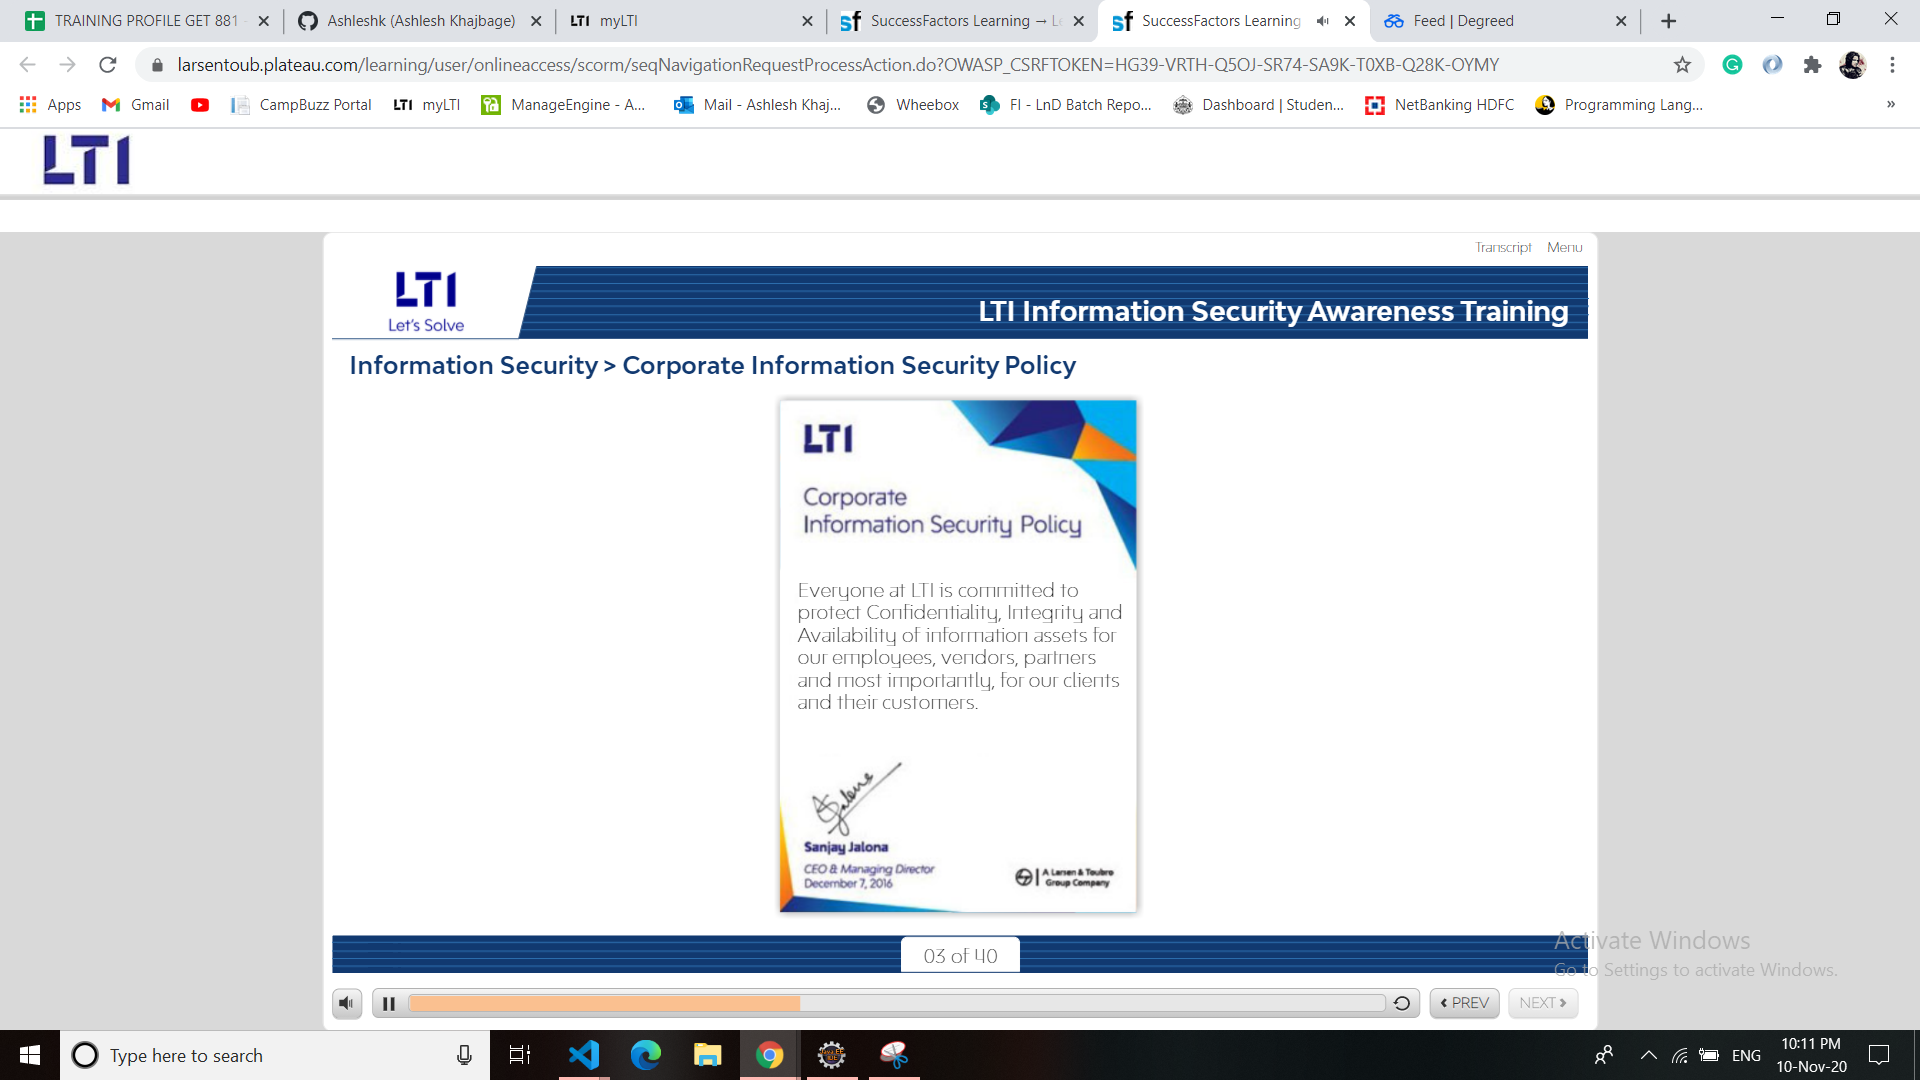 TRAINING PROFILE GET 881
Ashleshk (Ashlesh Khajbage)
LTI myLTI
SuccessFactors Learning → L
SuccessFactors Learning
Feed | Degreed
larsentoub.plateau.com/learning/user/onlineaccess/scorm/seqNavigationRequestProcessAction.do?OWASP_CSRFTOKEN=HG39-VRTH-Q5OJ-SR74-SA9K-T0XB-Q28K-OYMY
Apps
Gmail
CampBuzz Portal
LTI myLTI
ManageEngine - A...
Mail - Ashlesh Khaj...
Wheebox
FI - LnD Batch Repo...
Dashboard | Studen...
NetBanking HDFC
Programming Lang...
»
LTI
Transcript Menu
LTI
Let's Solve
LTI Information Security Awareness Training
Information Security > Corporate Information Security Policy
LTI
Corporate
Information Security Policy
Everyone at LTI is committed to
protect Confidentiality, Integrity and
Availability of information assets for
our employees, vendors, partners
and most importantly, for our clients
and their customers.
Sanjay Jalona
CEO & Managing Director
December 7, 2016
A Larsen & Toubro
Group Company
03 of 40
Activate Windows
Go to Settings to activate Windows.
‹ PREV
NEXT ›
Type here to search
ENG
10:11 PM
10-Nov-20